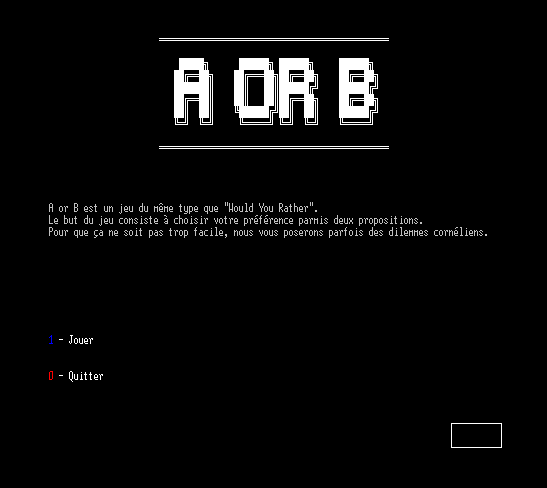 A OR B
A or B est un jeu du même type que "Would You Rather".
Le but du jeu consiste à choisir votre préférence parmis deux propositions.
Pour que ça ne soit pas trop facile, nous vous poserons parfois des dilemmes cornéliens.
1 - Jouer
0 - Quitter